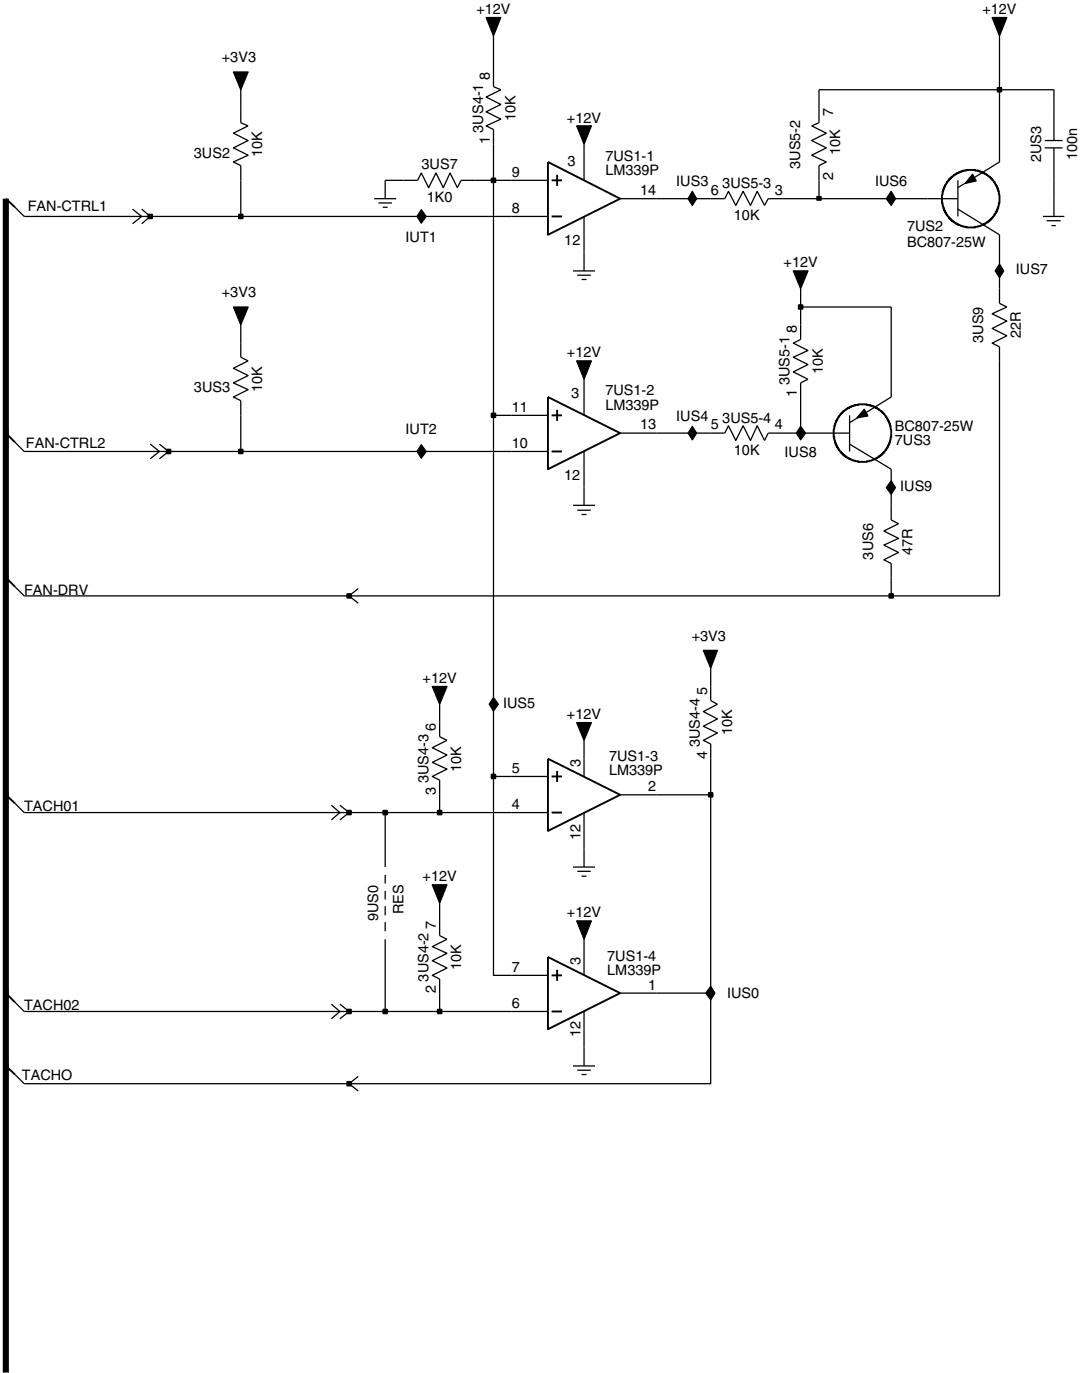 +12V
+12V
+3V3
8
3US4-1
10K
1
3US2
10K
+12V
3US5-2
10K
7
2
2US3
100n
3
7US1-1
LM339P
3US7
1K0
9
8
14
12
IUS3
6
3US5-3
3
10K
IUS6
7US2
BC807-25W
FAN-CTRL1
IUT1
IUS7
+12V
+3V3
3US9
22R
8
3US5-1
10K
1
+12V
3
7US1-2
LM339P
3US3
10K
11
10
13
12
IUS4
5
3US5-4
4
10K
IUS8
BC807-25W
7US3
FAN-CTRL2
IUT2
IUS9
3US6
47R
FAN-DRV
+3V3
+12V
IUS5
+12V
5
3US4-4
10K
4
6
3US4-3
10K
3
3
7US1-3
LM339P
5
4
2
12
TACH01
9US0
RES
+12V
+12V
7
3US4-2
10K
2
3
7US1-4
LM339P
7
6
1
12
IUS0
TACH02
TACHO